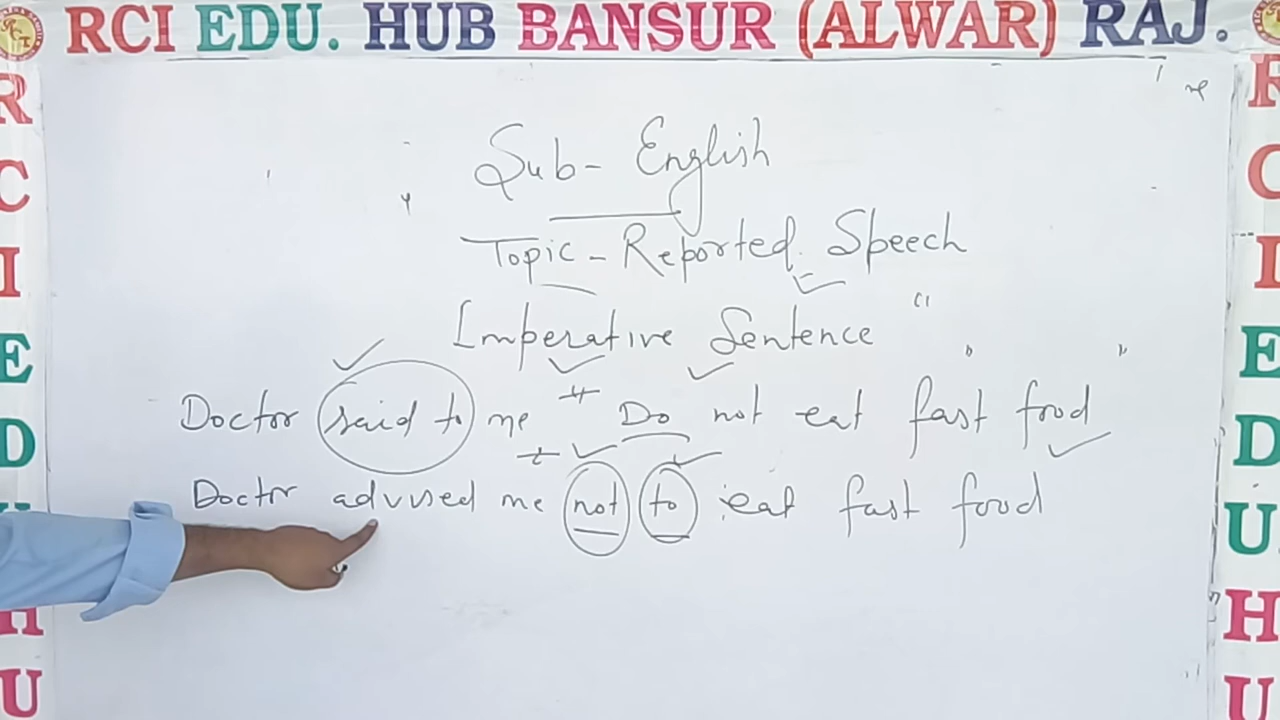 RCI EDU. HUB BANSUR (ALWAR) RAJ.
Sub- English
Topic - Reported Speech
Imperative Sentence
Doctor said to me " Do not eat fast food
Doctor advised me not to eat fast food
R
C
I
E
D
U
H
U
R
C
I
E
D
U.
H
U